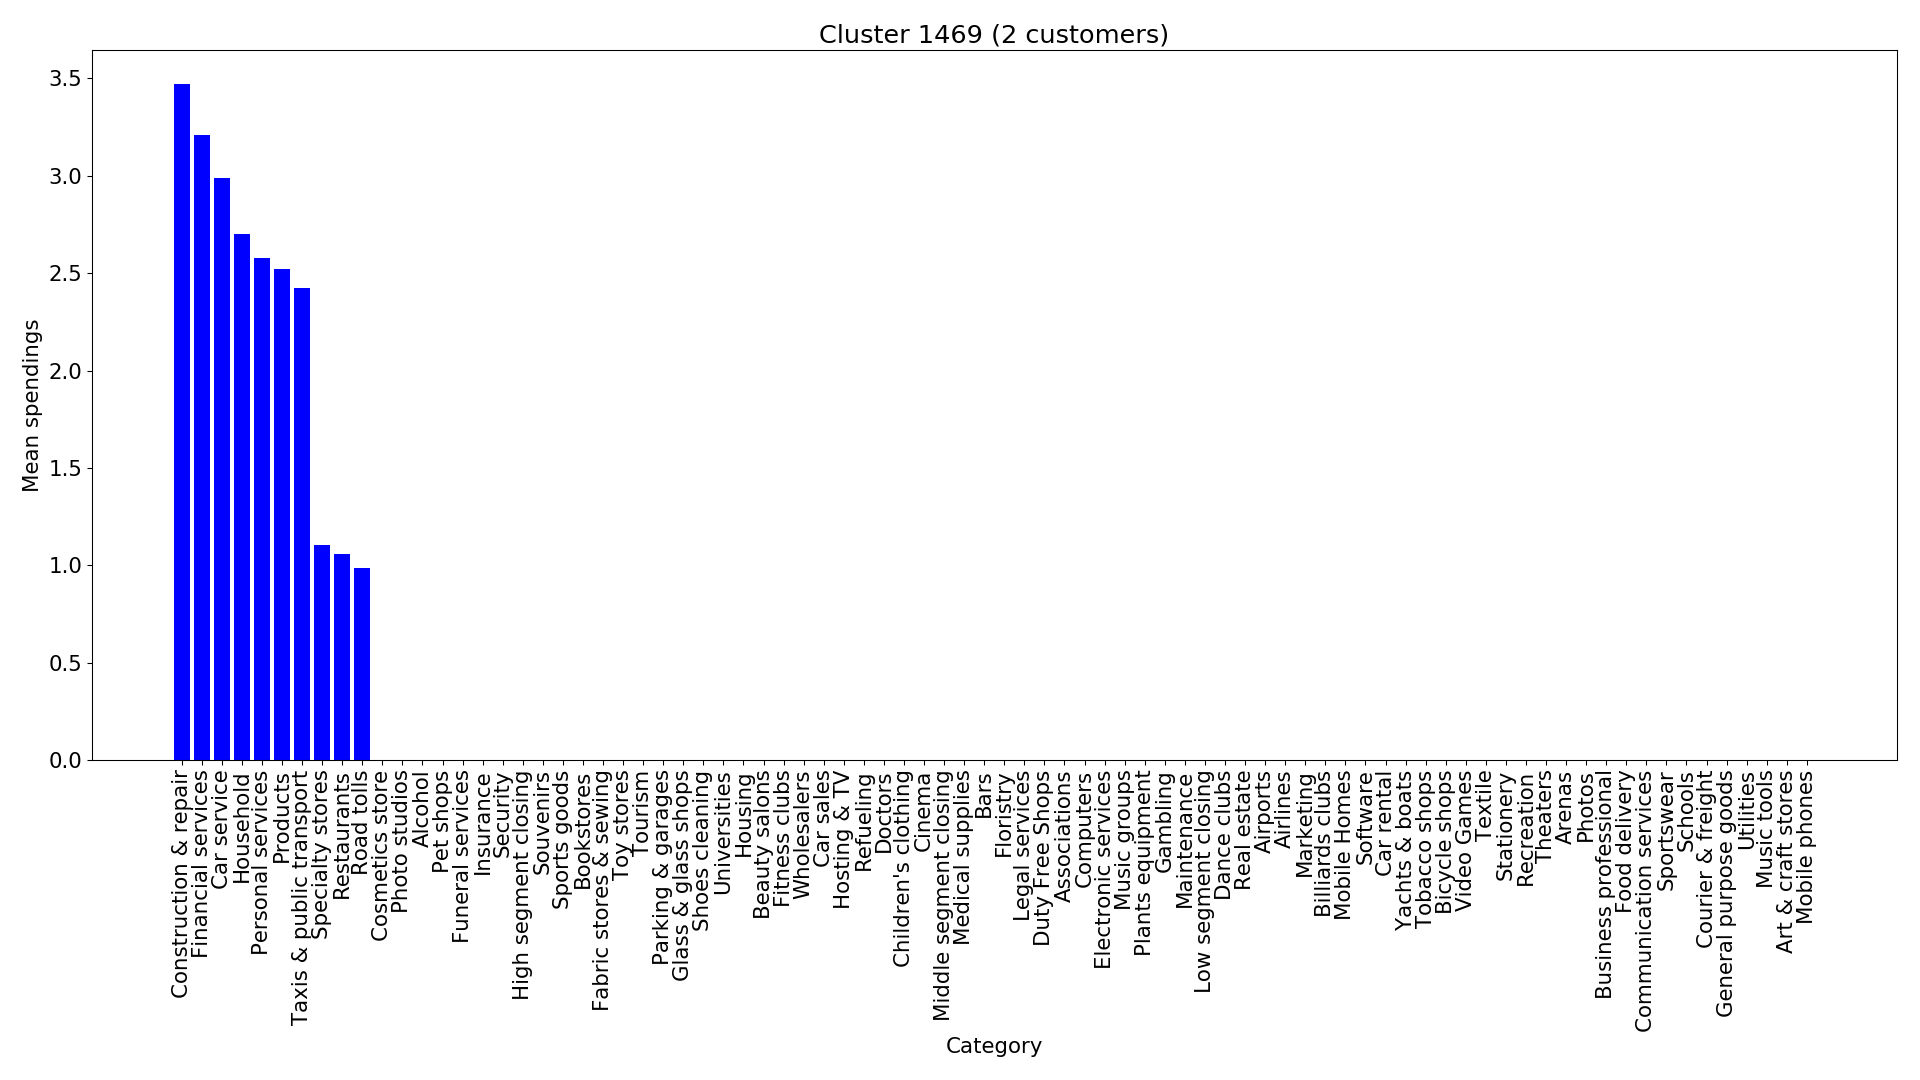 Cluster 1469 (2 customers)
3.5
3.0
2.5
2.0
1.5
1.0
0.5
0.0
Mean spendings
Construction & repair
Financial services
Car service
Household
Personal services
Products
Taxis & public transport
Specialty stores
Restaurants
Road tolls
Cosmetics store
Photo studios
Alcohol
Pet shops
Funeral services
Insurance
Security
High segment closing
Souvenirs
Sports goods
Bookstores
Fabric stores & sewing
Toy stores
Tourism
Parking & garages
Glass & glass shops
Shoes cleaning
Universities
Housing
Beauty salons
Fitness clubs
Wholesalers
Car sales
Hosting & TV
Refueling
Doctors
Children's clothing
Cinema
Middle segment closing
Medical supplies
Bars
Floristry
Legal services
Duty Free Shops
Associations
Computers
Electronic services
Music groups
Plants equipment
Gambling
Maintenance
Low segment closing
Dance clubs
Real estate
Airports
Airlines
Marketing
Billiards clubs
Mobile Homes
Software
Car rental
Yachts & boats
Tobacco shops
Bicycle shops
Video Games
Textile
Stationery
Recreation
Theaters
Arenas
Photos
Business professional
Food delivery
Communication services
Sportswear
Schools
Courier & freight
General purpose goods
Utilities
Music tools
Art & craft stores
Mobile phones
Category